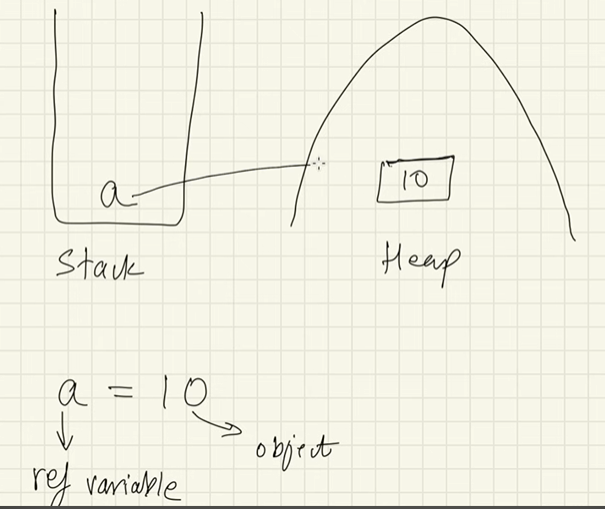 a
10
Stack
Heap
a = 10
object
ref variable